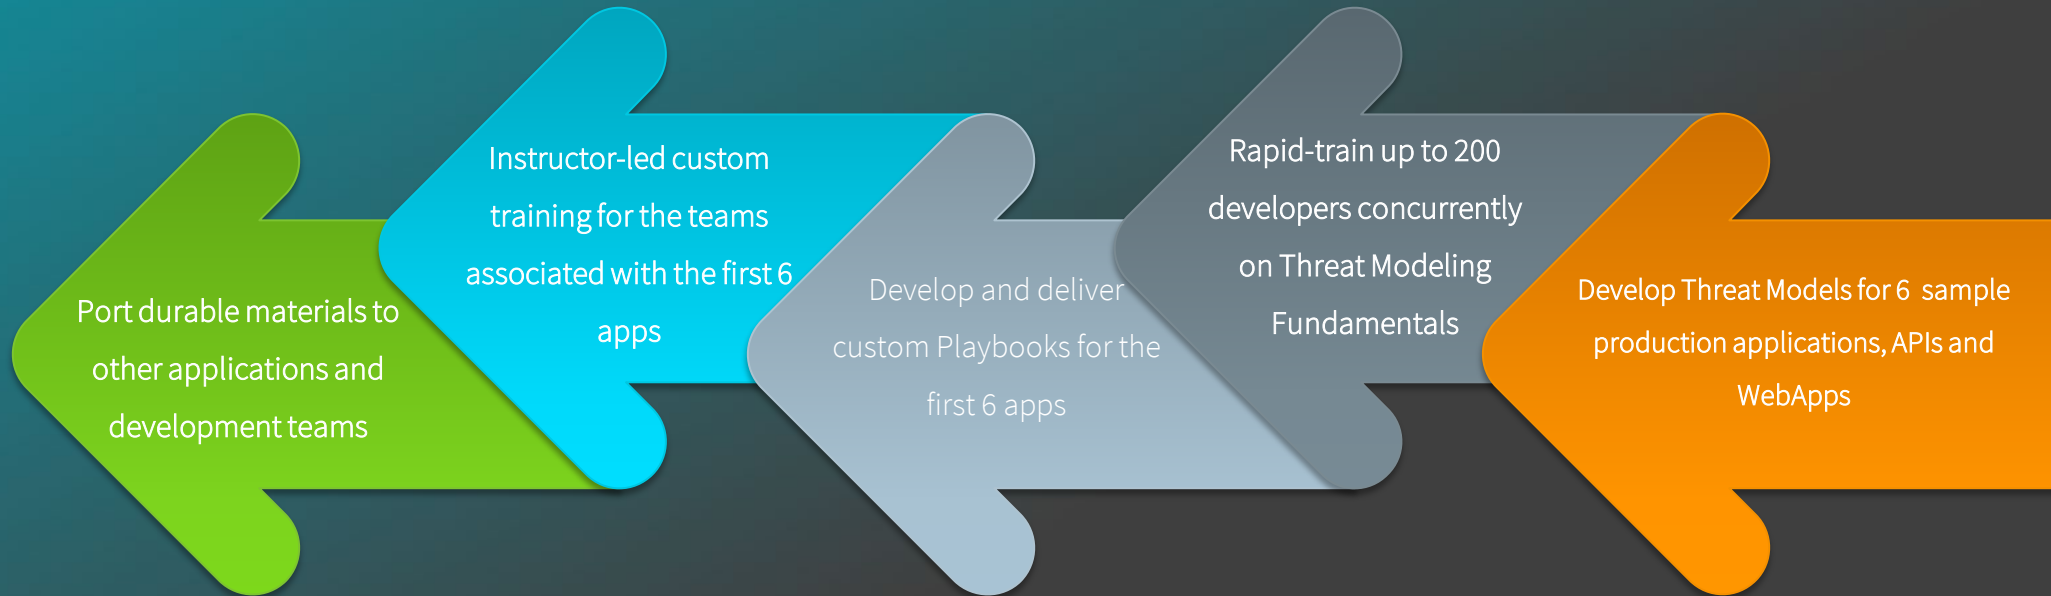 Port durable materials to
other applications and
development teams
Instructor-led custom
training for the teams
associated with the first 6
apps
Develop and deliver
custom Playbooks for the
first 6 apps
Rapid-train up to 200
developers concurrently
on Threat Modeling
Fundamentals
Develop Threat Models for 6  sample
production applications, APIs and
WebApps